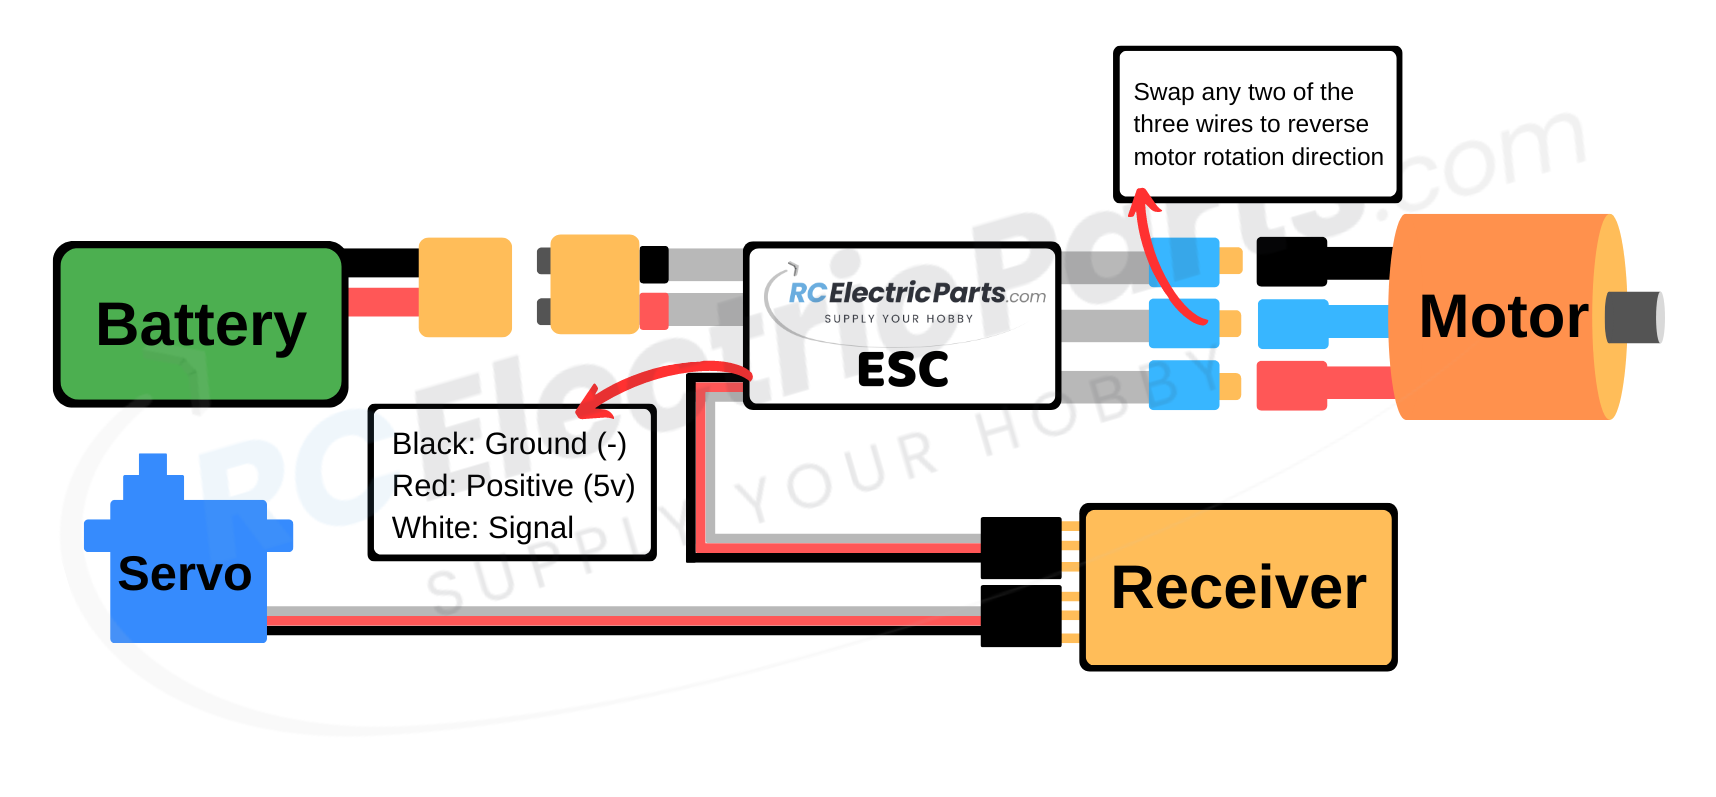 Swap any two of the
three wires to reverse
motor rotation direction
Battery
RCElectricParts.com
SUPPLY YOUR HOBBY
ESC
Motor
Black: Ground (-)
Red: Positive (5v)
White: Signal
Servo
Receiver
RCElectricParts.com
SUPPLY YOUR HOBBY